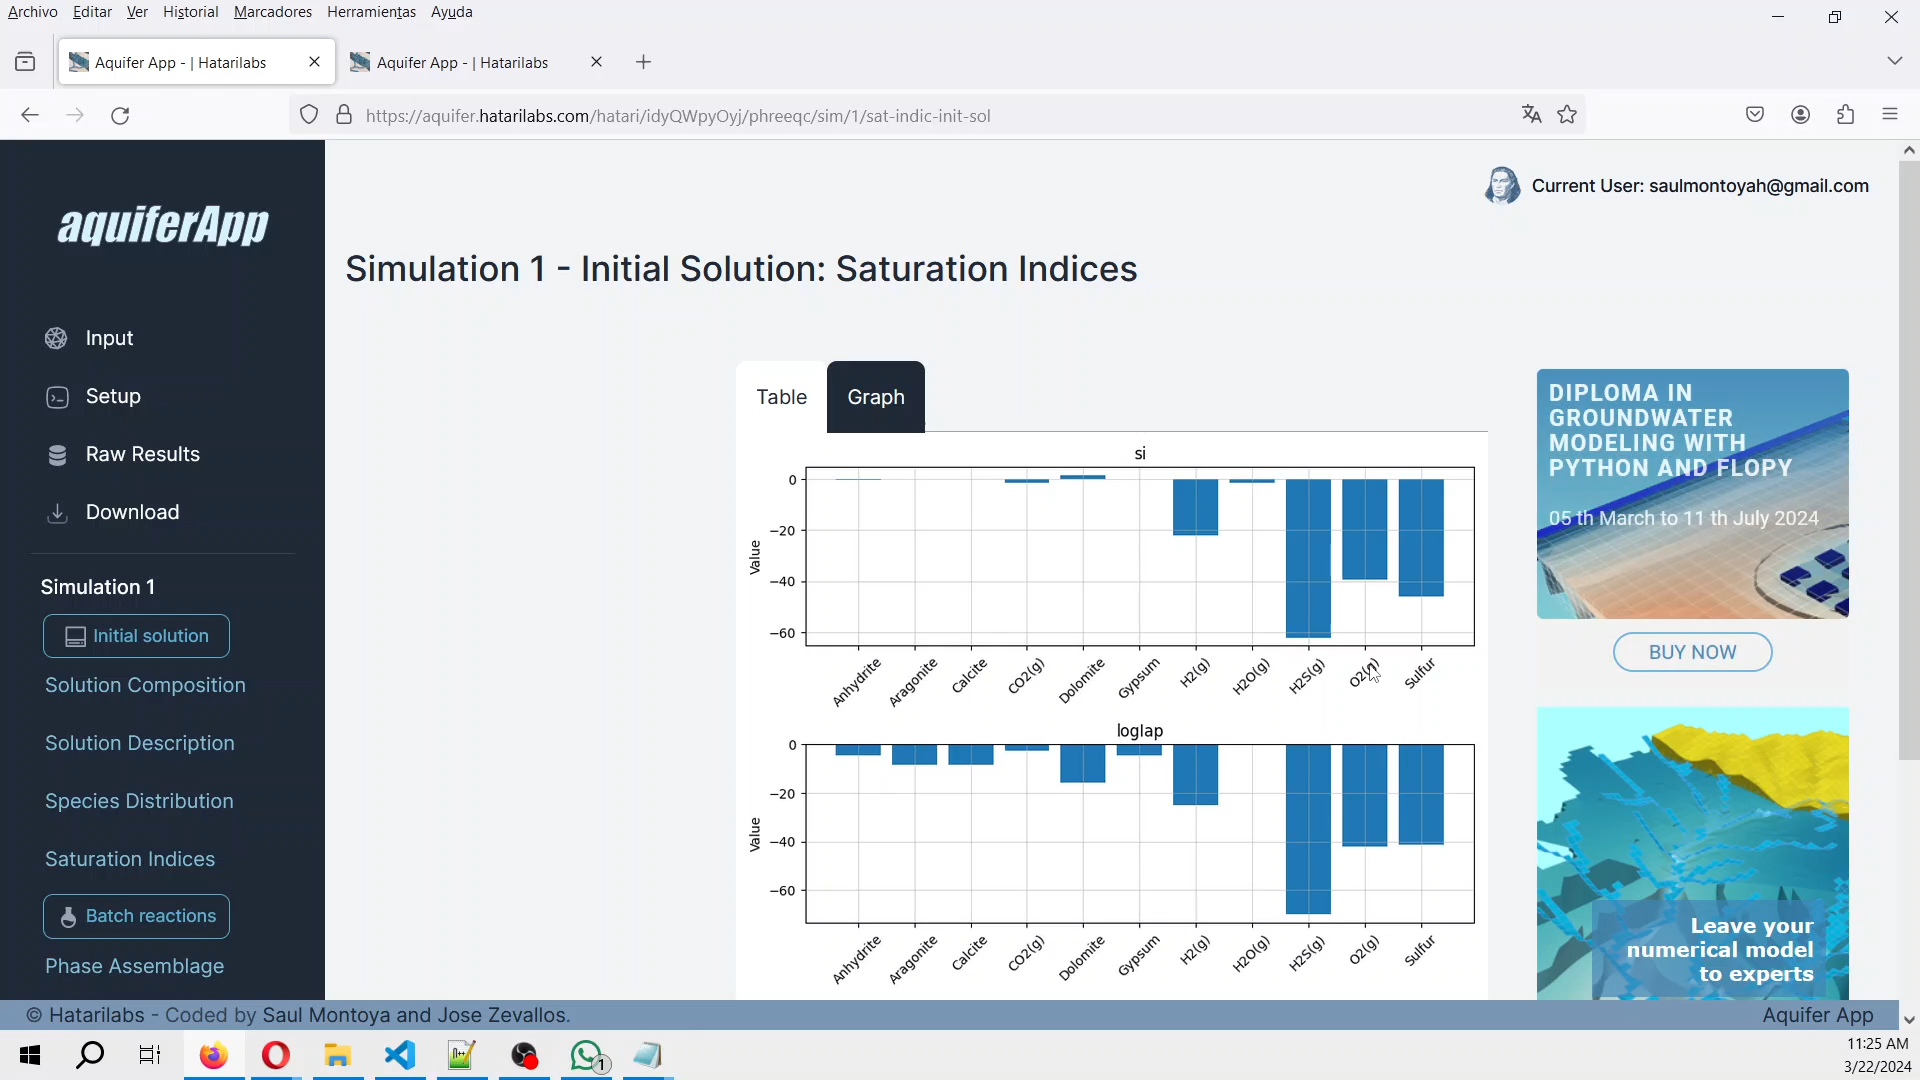 Archivo Editar Ver Historial Marcadores Herramientas Ayuda
Aquifer App - | Hatarilabs
Aquifer App - | Hatarilabs
https://aquifer.hatarilabs.com/hatari/idyQWpyOyj/phreeqc/sim/1/sat-indic-init-sol
aquiferApp
Current User: saulmontoyah@gmail.com
Simulation 1 - Initial Solution: Saturation Indices
Input
Setup
Raw Results
Download
Simulation 1
Initial solution
Solution Composition
Solution Description
Species Distribution
Saturation Indices
Batch reactions
Phase Assemblage
Table Graph
si
Value
0
−20
−40
−60
Anhydrite Aragonite Calcite CO2(g) Dolomite Gypsum H2(g) H2O(g) H2S(g) O2(g) Sulfur
logIap
Value
0
−20
−40
−60
Anhydrite Aragonite Calcite CO2(g) Dolomite Gypsum H2(g) H2O(g) H2S(g) O2(g) Sulfur
DIPLOMA IN
GROUNDWATER
MODELING WITH
PYTHON AND FLOPY
05 th March to 11 th July 2024
BUY NOW
Leave your
numerical model
to experts
© Hatarilabs - Coded by Saul Montoya and Jose Zevallos.
Aquifer App
1
11:25 AM
3/22/2024